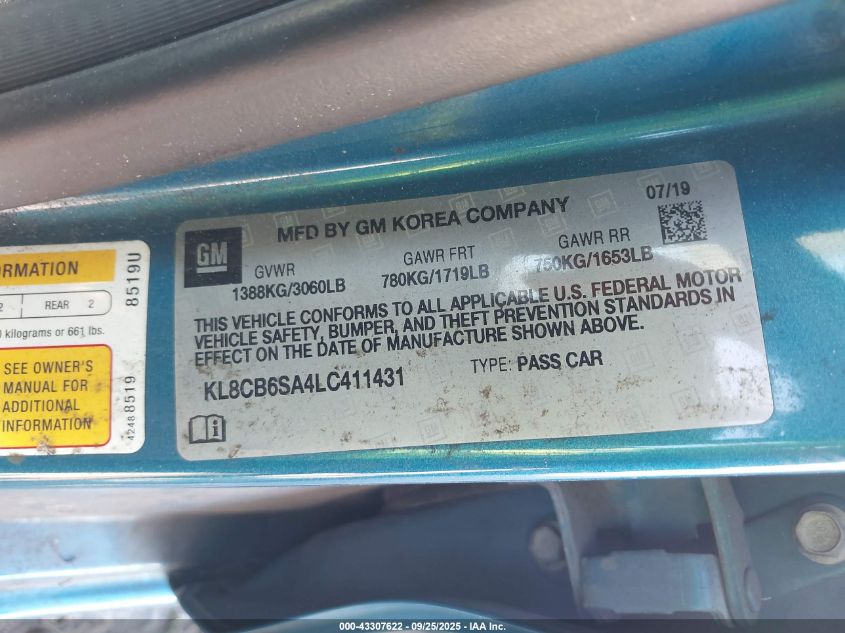 RMATION
2 REAR 2
kilograms or 661 lbs.
SEE OWNER'S
MANUAL FOR
ADDITIONAL
INFORMATION
8519U
42488519
GM
MFD BY GM KOREA COMPANY
07/19
GVWR GAWR FRT GAWR RR
1388KG/3060LB 780KG/1719LB 750KG/1653LB
THIS VEHICLE CONFORMS TO ALL APPLICABLE U.S. FEDERAL MOTOR
VEHICLE SAFETY, BUMPER, AND THEFT PREVENTION STANDARDS IN
EFFECT ON THE DATE OF MANUFACTURE SHOWN ABOVE.
KL8CB6SA4LC411431 TYPE: PASS CAR
000-43307622 - 09/25/2025 - IAA Inc.